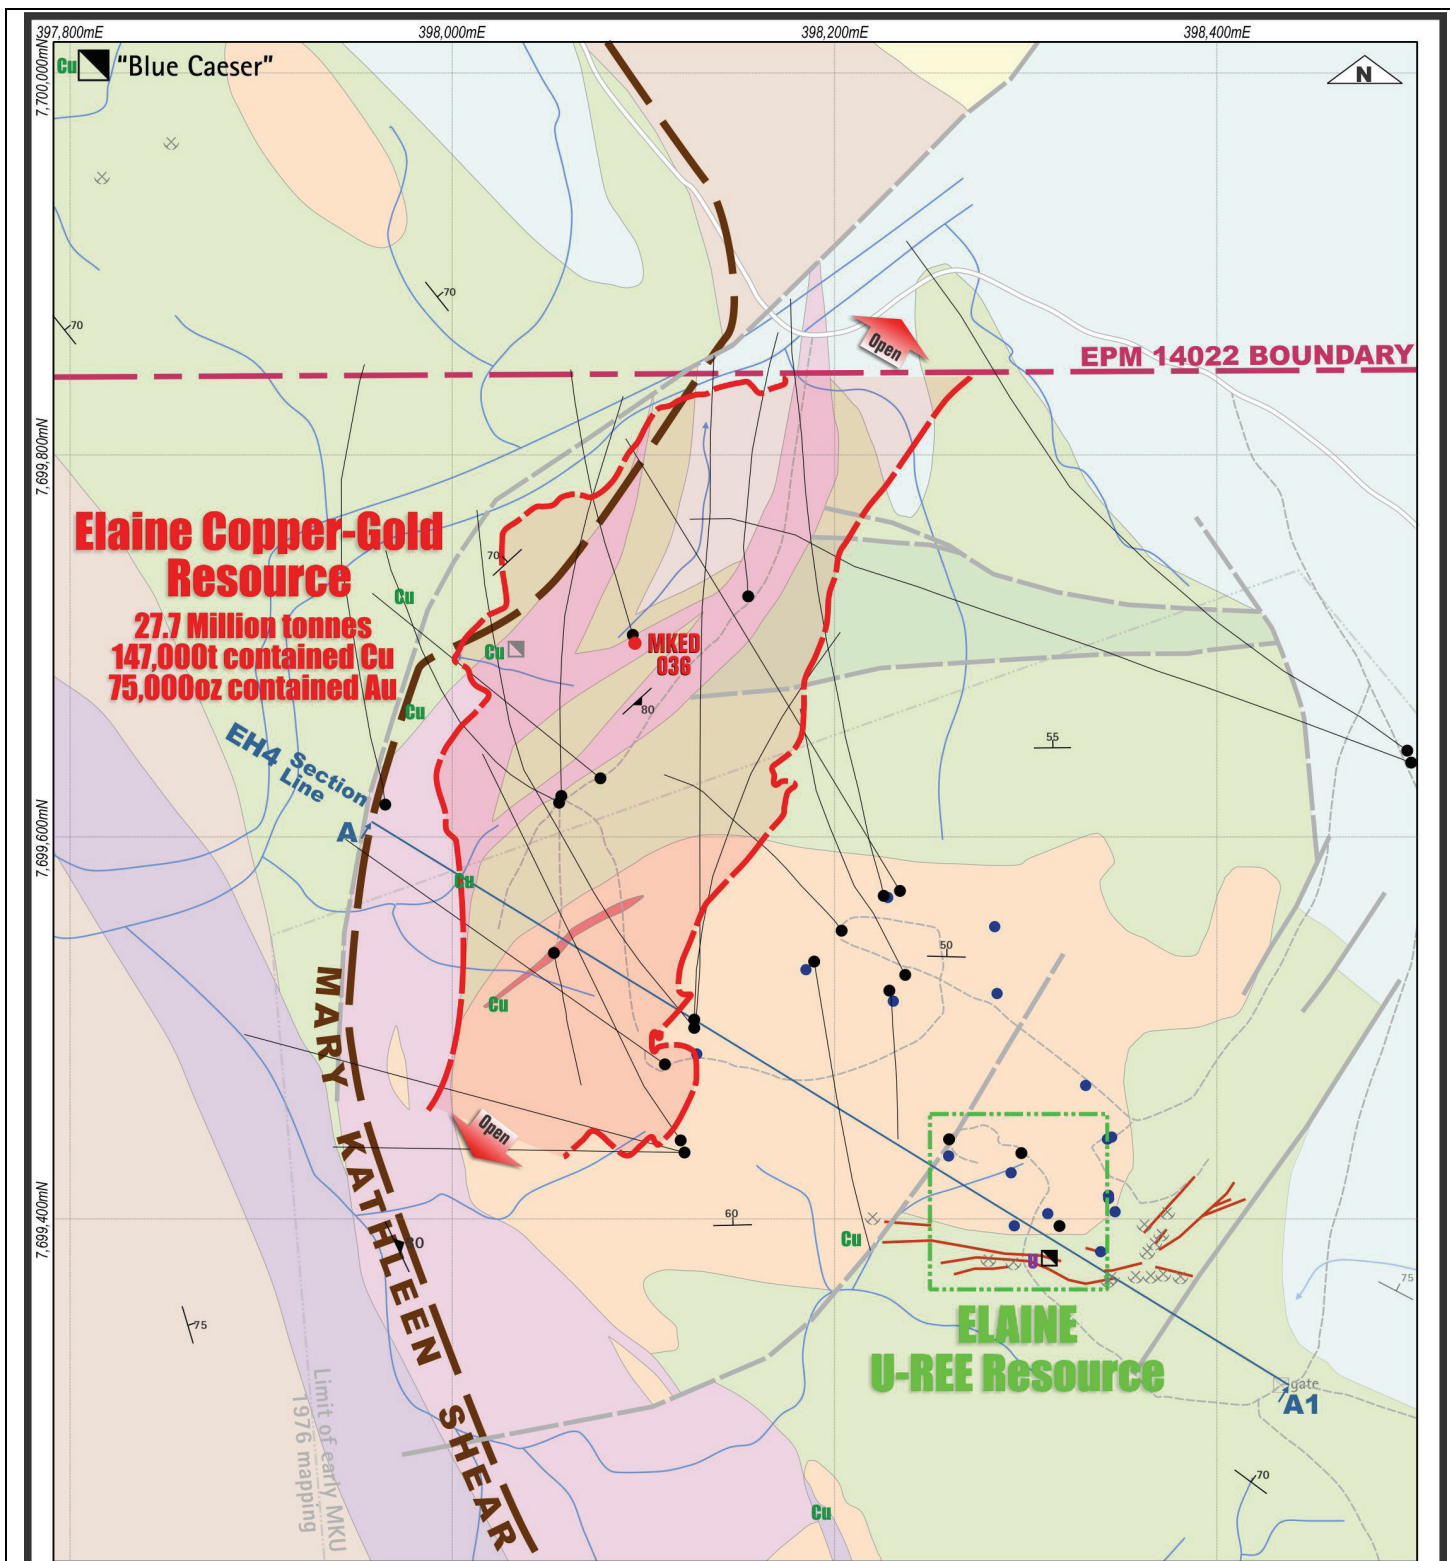 397,800mE
398,000mE
398,200mE
398,400mE
7,700,000mN
7,699,800mN
7,699,600mN
7,699,400mN
Cu
"Blue Caeser"
N
70
70
Open
EPM 14022 BOUNDARY
Elaine Copper-Gold
Resource
27.7 Million tonnes
147,000t contained Cu
75,000oz contained Au
70
Cu
Cu
MKED
036
80
Cu
55
EH4 Section
Line
A
Cu
50
Cu
MARY KATHLEEN SHEAR
Open
60
Cu
80
U
75
75
ELAINE
U-REE Resource
gate
A1
Limit of early MKU
1976 mapping
70
Cu